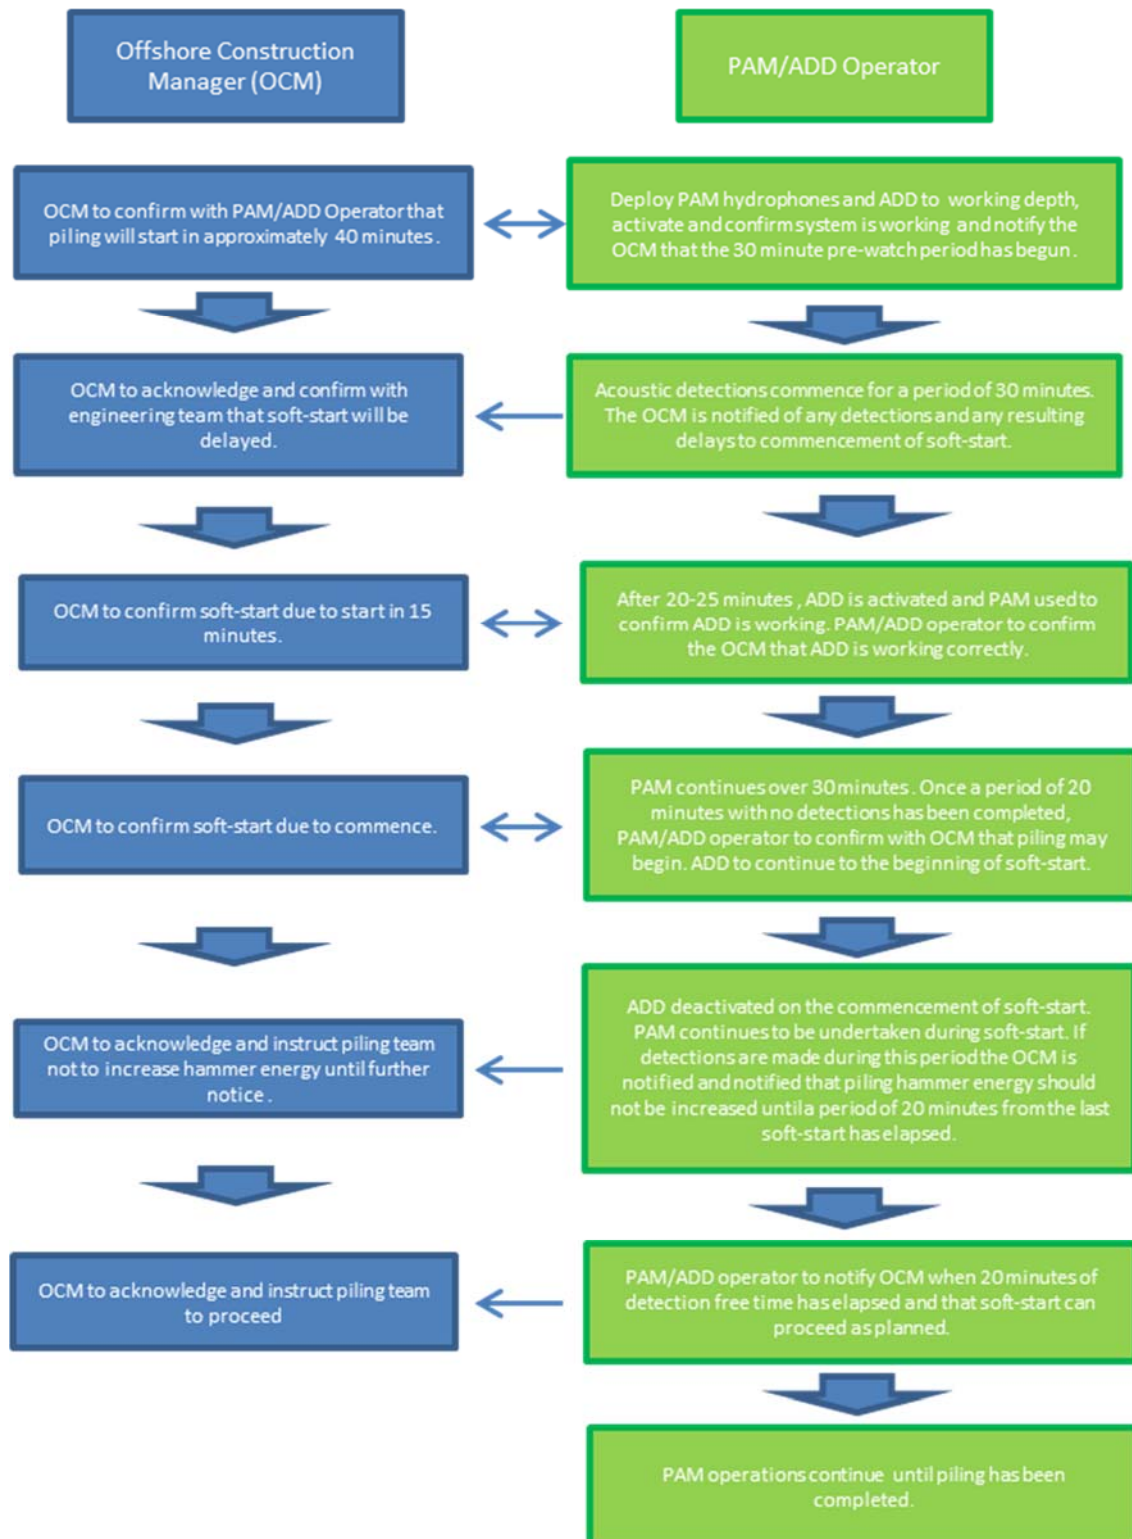 Offshore Construction
Manager (OCM)
PAM/ADD Operator
OCM to confirm with PAM/ADD Operator that
piling will start in approximately 40 minutes.
Deploy PAM hydrophones and ADD to working depth,
activate and confirm system is working and notify the
OCM that the 30 minute pre-watch period has begun.
OCM to acknowledge and confirm with
engineering team that soft-start will be
delayed.
Acoustic detections commence for a period of 30 minutes.
The OCM is notified of any detections and any resulting
delays to commencement of soft-start.
OCM to confirm soft-start due to start in 15
minutes.
After 20-25 minutes, ADD is activated and PAM used to
confirm ADD is working. PAM/ADD operator to confirm
the OCM that ADD is working correctly.
OCM to confirm soft-start due to commence.
PAM continues over 30 minutes. Once a period of 20
minutes with no detections has been completed,
PAM/ADD operator to confirm with OCM that piling may
begin. ADD to continue to the beginning of soft-start.
OCM to acknowledge and instruct piling team
not to increase hammer energy until further
notice.
ADD deactivated on the commencement of soft-start.
PAM continues to be undertaken during soft-start. If
detections are made during this period the OCM is
notified and notified that piling hammer energy should
not be increased until a period of 20 minutes from the last
soft-start has elapsed.
OCM to acknowledge and instruct piling team
to proceed
PAM/ADD operator to notify OCM when 20 minutes of
detection free time has elapsed and that soft-start can
proceed as planned.
PAM operations continue until piling has been
completed.